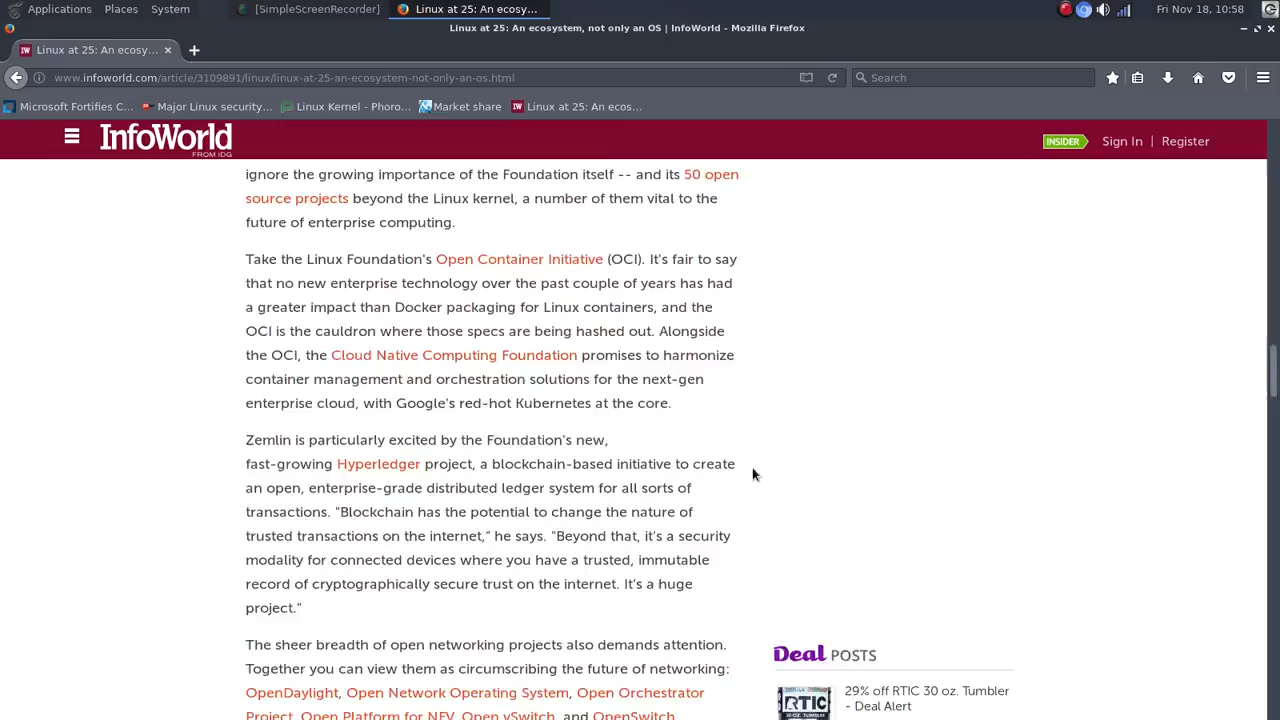 Applications Places System [SimpleScreenRecorder] Linux at 25: An ecosy... Fri Nov 18, 10:58
Linux at 25: An ecosystem, not only an OS | InfoWorld - Mozilla Firefox
IW Linux at 25: An ecosy...
www.infoworld.com/article/3109891/linux/linux-at-25-an-ecosystem-not-only-an-os.html Search
Microsoft Fortifies C... Major Linux security... Linux Kernel - Phoro... Market share IW Linux at 25: An ecos...
InfoWorld
FROM IDG
INSIDER Sign In | Register
ignore the growing importance of the Foundation itself -- and its 50 open
source projects beyond the Linux kernel, a number of them vital to the
future of enterprise computing.
Take the Linux Foundation's Open Container Initiative (OCI). It's fair to say
that no new enterprise technology over the past couple of years has had
a greater impact than Docker packaging for Linux containers, and the
OCI is the cauldron where those specs are being hashed out. Alongside
the OCI, the Cloud Native Computing Foundation promises to harmonize
container management and orchestration solutions for the next-gen
enterprise cloud, with Google's red-hot Kubernetes at the core.
Zemlin is particularly excited by the Foundation's new,
fast-growing Hyperledger project, a blockchain-based initiative to create
an open, enterprise-grade distributed ledger system for all sorts of
transactions. "Blockchain has the potential to change the nature of
trusted transactions on the internet," he says. "Beyond that, it's a security
modality for connected devices where you have a trusted, immutable
record of cryptographically secure trust on the internet. It's a huge
project."
The sheer breadth of open networking projects also demands attention.
Together you can view them as circumscribing the future of networking:
OpenDaylight, Open Network Operating System, Open Orchestrator
Project, Open Platform for NFV, Open vSwitch, and OpenSwitch.
Deal POSTS
RTIC
30 OZ. TUMBLER
29% off RTIC 30 oz. Tumbler
- Deal Alert